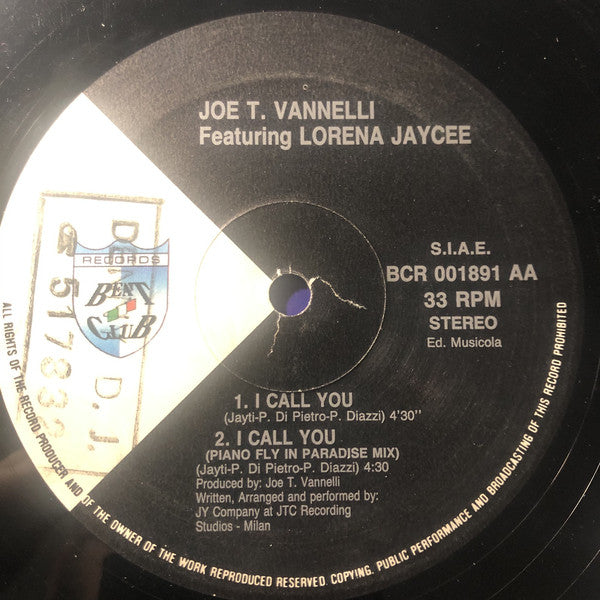 JOE T. VANNELLI
Featuring LORENA JAYCEE
RECORDS
BEAT
CLUB
D. J.
517832
S.I.A.E.
BCR 001891 AA
33 RPM
STEREO
Ed. Musicola
1. I CALL YOU
(Jayti-P. Di Pietro-P. Diazzi) 4'30''
2. I CALL YOU
(PIANO FLY IN PARADISE MIX)
(Jayti-P. Di Pietro-P. Diazzi) 4:30
Produced by: Joe T. Vannelli
Written, Arranged and performed by:
JY Company at JTC Recording
Studios - Milan
ALL RIGHTS OF THE RECORD PRODUCER AND OF THE OWNER OF THE WORK REPRODUCED RESERVED. COPYING, PUBLIC PERFORMANCE AND BROADCASTING OF THIS RECORD PROHIBITED